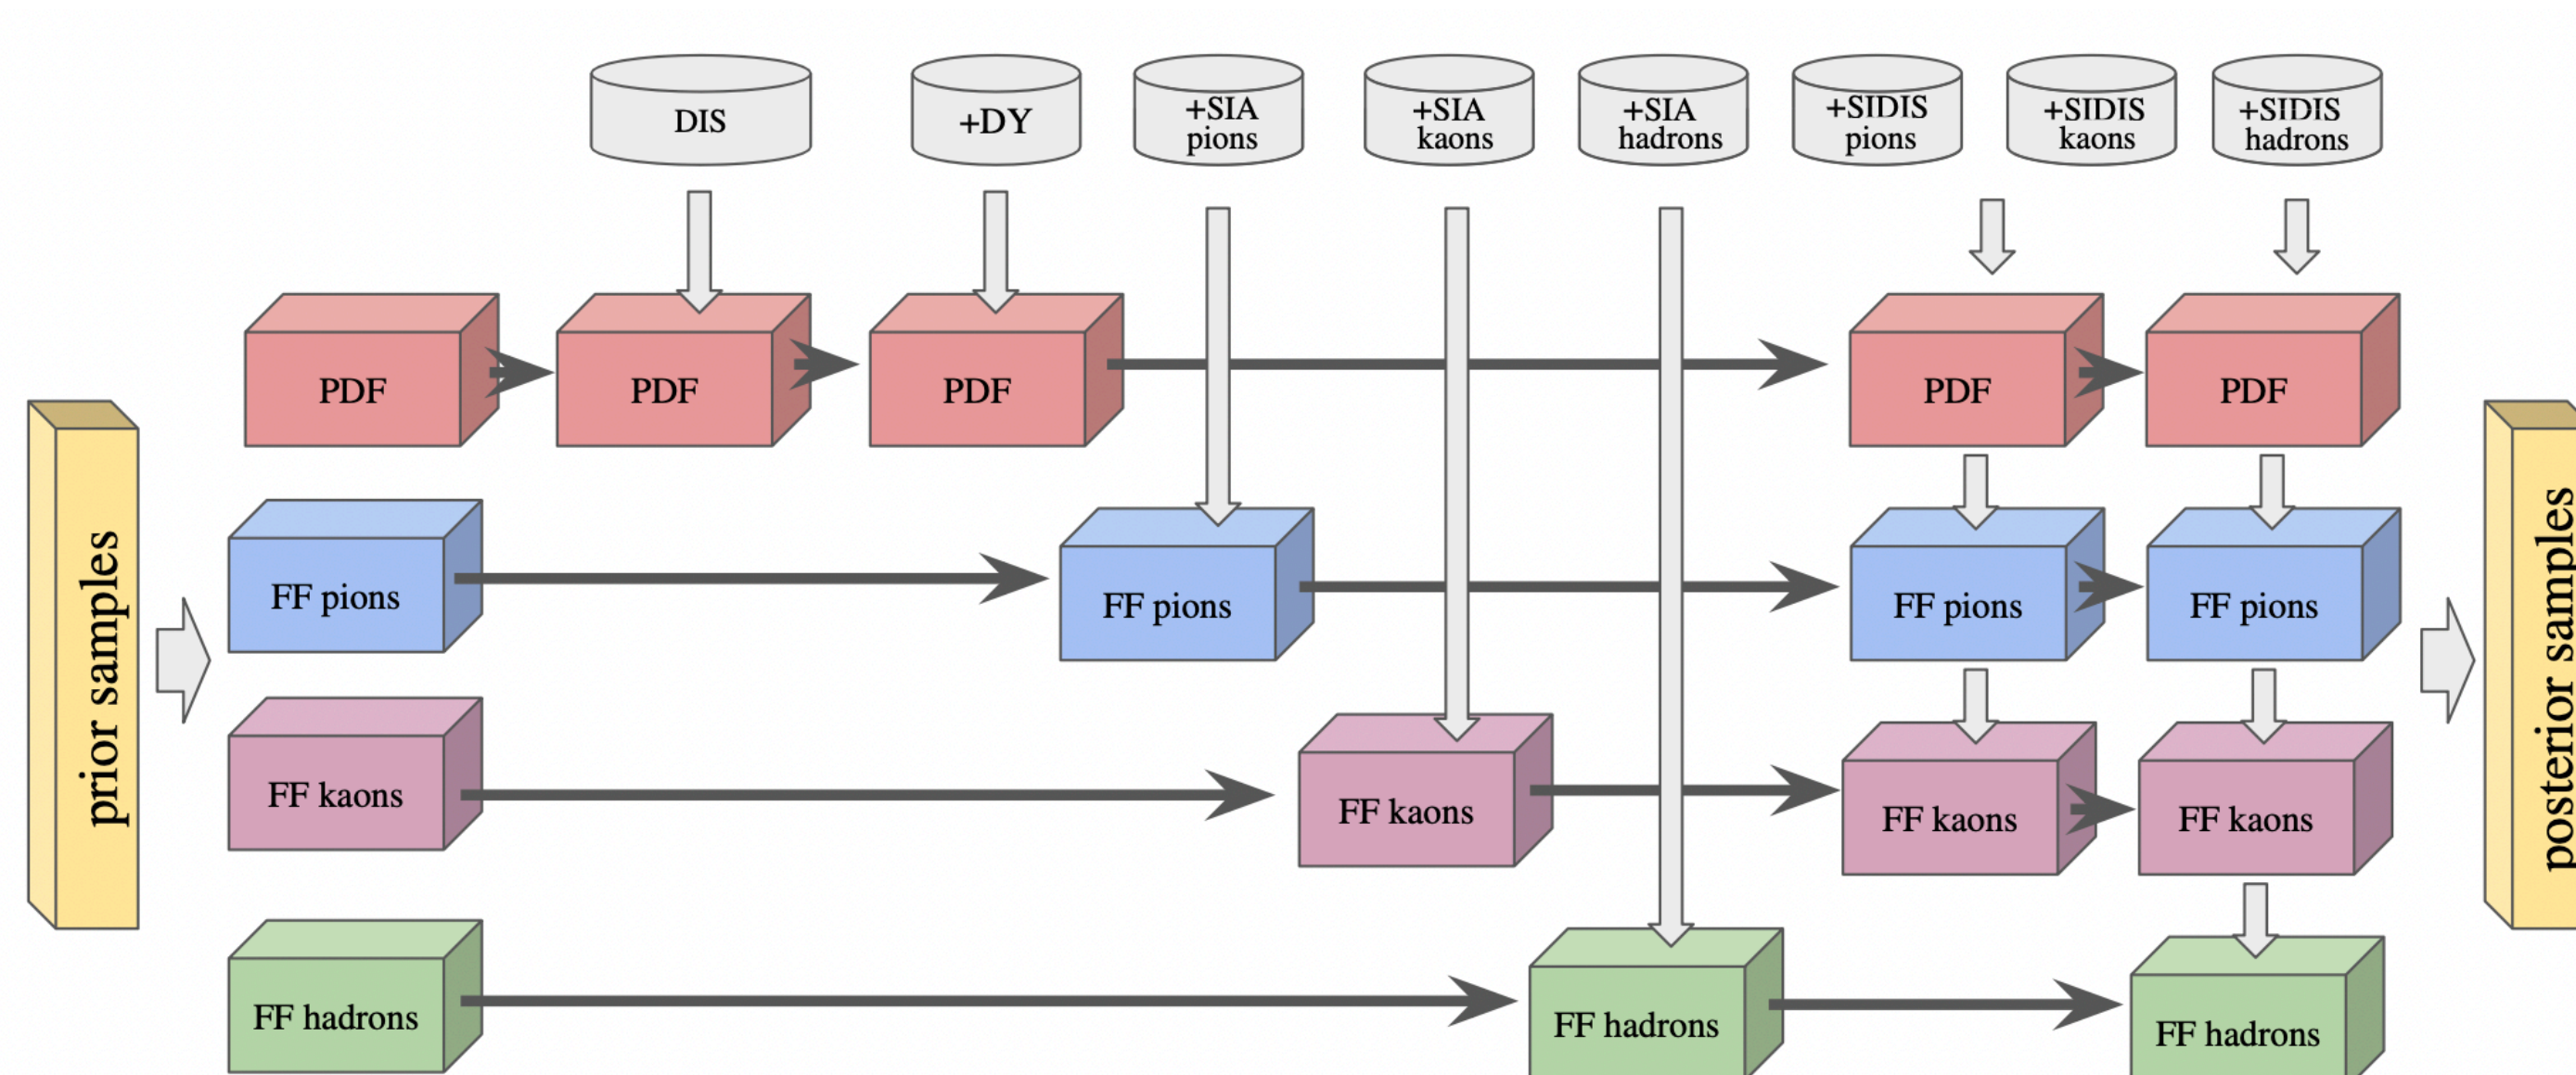 DIS
+DY
+SIA
pions
+SIA
kaons
+SIA
hadrons
+SIDIS
pions
+SIDIS
kaons
+SIDIS
hadrons
PDF
PDF
PDF
PDF
PDF
prior samples
FF pions
FF pions
FF pions
FF pions
posterior samples
FF kaons
FF kaons
FF kaons
FF kaons
FF hadrons
FF hadrons
FF hadrons